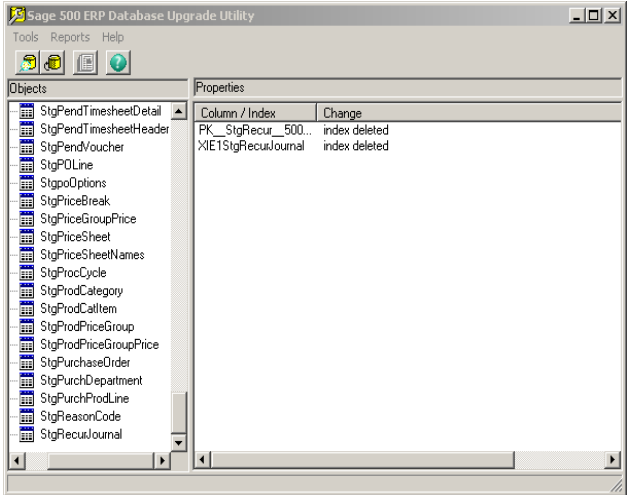 Sage 500 ERP Database Upgrade Utility
Tools Reports Help
Objects
Properties
StgPendTimesheetDetail
StgPendTimesheetHeader
StgPendVoucher
StgPOLine
StgpoOptions
StgPriceBreak
StgPriceGroupPrice
StgPriceSheet
StgPriceSheetNames
StgProcCycle
StgProdCategory
StgProdCatItem
StgProdPriceGroup
StgProdPriceGroupPrice
StgPurchaseOrder
StgPurchDepartment
StgPurchProdLine
StgReasonCode
StgRecurJournal
Column / Index Change
PK__StgRecur__500... index deleted
XIE1StgRecurJournal index deleted